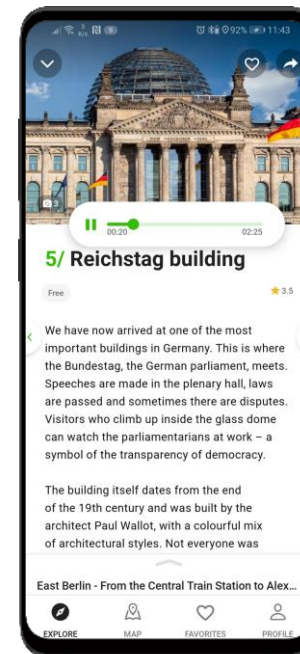 3 K/s 92% 11:43
3
00:20 02:25
5/ Reichstag building
Free 3.5
We have now arrived at one of the most
important buildings in Germany. This is where
the Bundestag, the German parliament, meets.
Speeches are made in the plenary hall, laws
are passed and sometimes there are disputes.
Visitors who climb up inside the glass dome
can watch the parliamentarians at work – a
symbol of the transparency of democracy.
The building itself dates from the end
of the 19th century and was built by the
architect Paul Wallot, with a colourful mix
of architectural styles. Not everyone was
East Berlin - From the Central Train Station to Alex...
EXPLORE MAP FAVORITES PROFILE